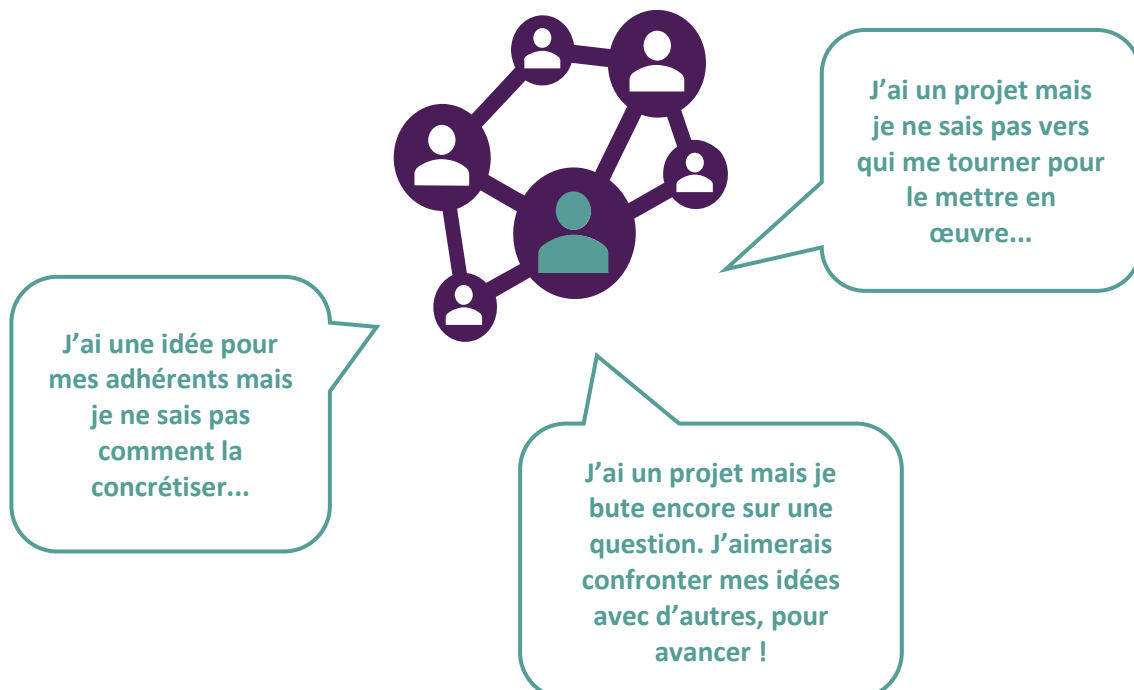 J’ai un projet mais
je ne sais pas vers
qui me tourner pour
le mettre en
œuvre...
J’ai une idée pour
mes adhérents mais
je ne sais pas
comment la
concrétiser...
J’ai un projet mais je
bute encore sur une
question. J’aimerais
confronter mes idées
avec d’autres, pour
avancer !